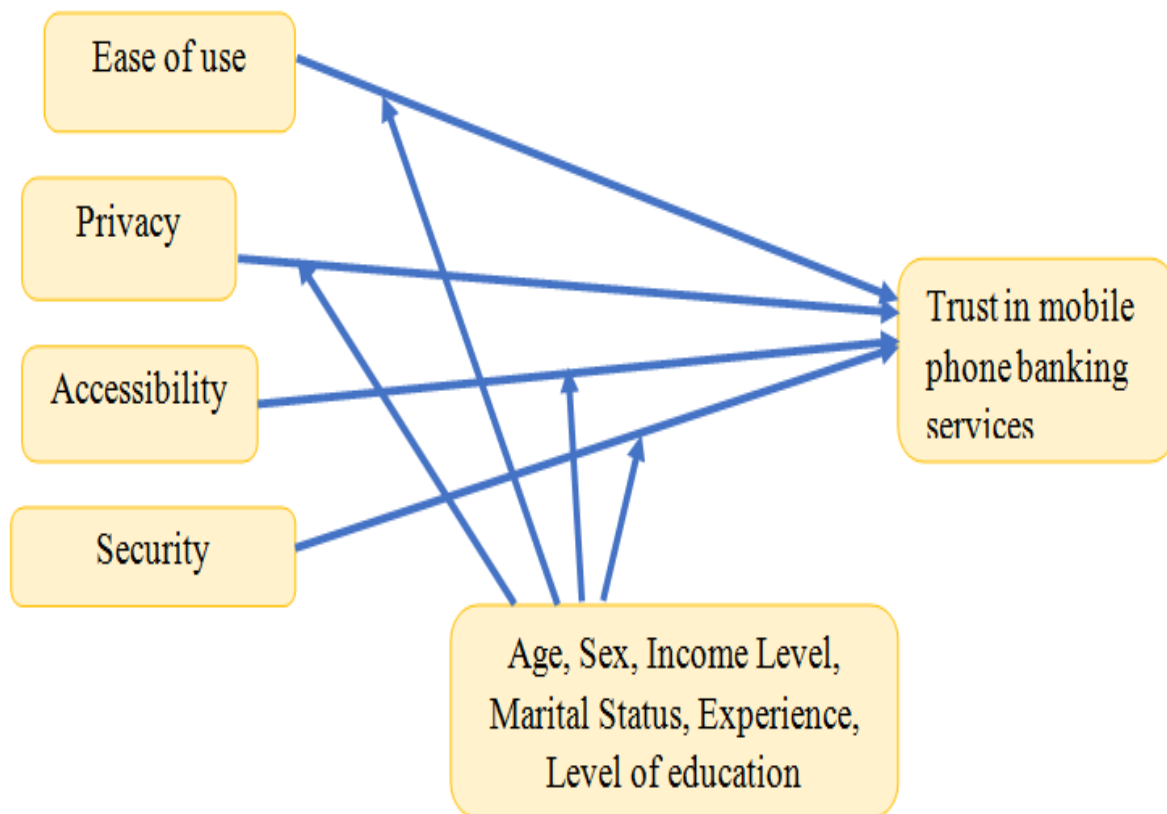 Ease of use
Privacy
Accessibility
Security
Trust in mobile
phone banking
services
Age, Sex, Income Level,
Marital Status, Experience,
Level of education